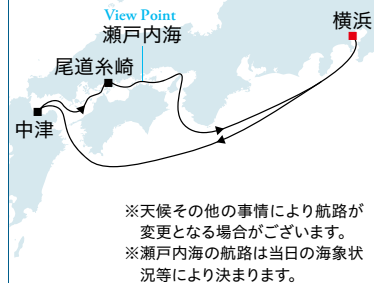 View Point
瀬戸内海
横浜
尾道糸崎
中津
※天候その他の事情により航路が
変更となる場合がございます。
※瀬戸内海の航路は当日の海象状
況等により決まります。